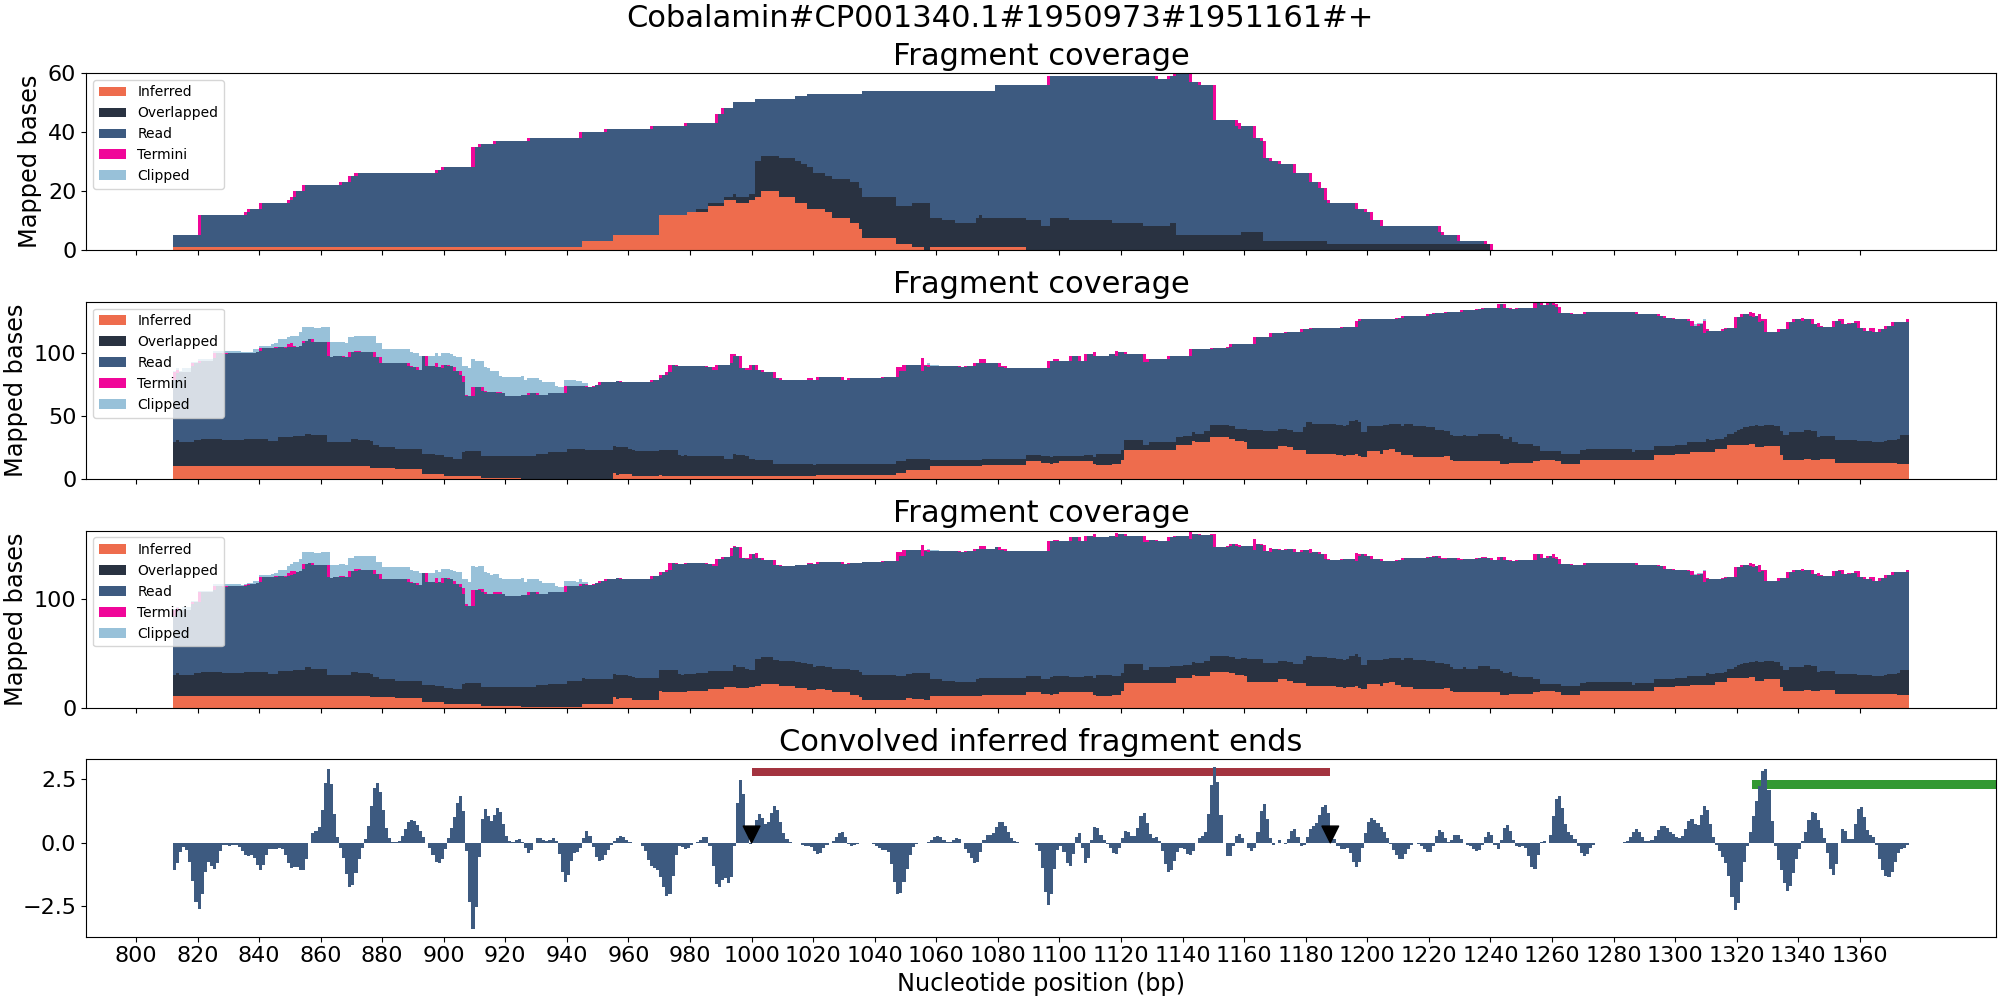 Cobalamin#CP001340.1#1950973#1951161#+
Fragment coverage
Mapped bases
60
40
20
0
Inferred
Overlapped
Read
Termini
Clipped
Fragment coverage
Mapped bases
100
50
0
Inferred
Overlapped
Read
Termini
Clipped
Fragment coverage
Mapped bases
100
0
Inferred
Overlapped
Read
Termini
Clipped
Convolved inferred fragment ends
2.5
0.0
−2.5
800 820 840 860 880 900 920 940 960 980 1000 1020 1040 1060 1080 1100 1120 1140 1160 1180 1200 1220 1240 1260 1280 1300 1320 1340 1360
Nucleotide position (bp)